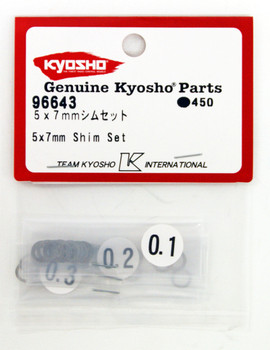 KYOSHO
Genuine Kyosho® Parts
96643 ●450
5x7mmシムセット
5x7mm Shim Set
TEAM KYOSHO K INTERNATIONAL
0.1
0.2
0.3